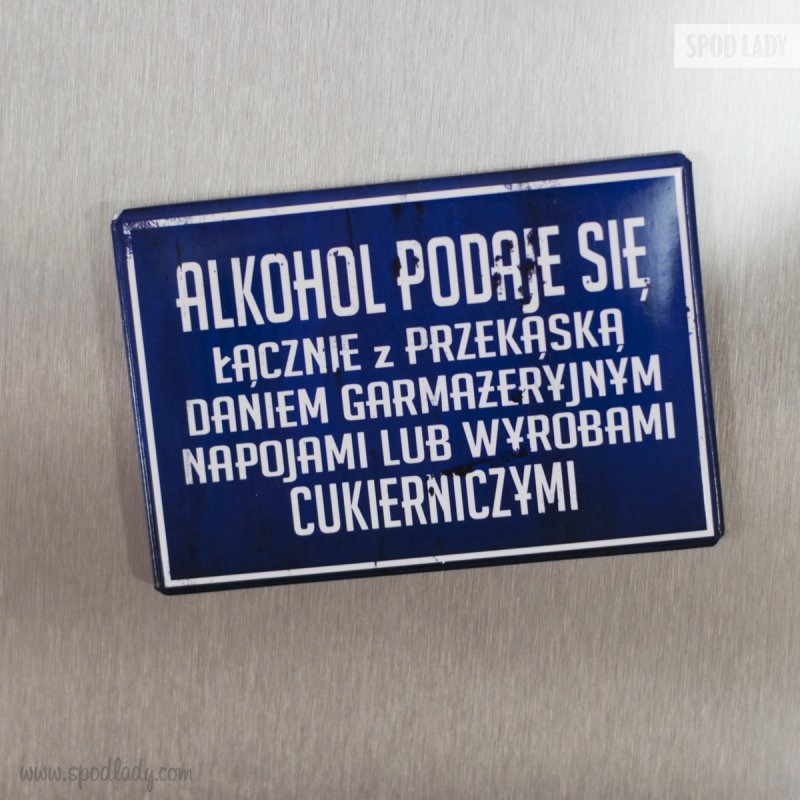 SPOD LADY
ALKOHOL PODAJE SIĘ
ŁĄCZNIE z PRZEKĄSKĄ
DANIEM GARMAŻERYJNYM
NAPOJAMI LUB WYROBAMI
CUKIERNICZYMI
www.spodlady.com